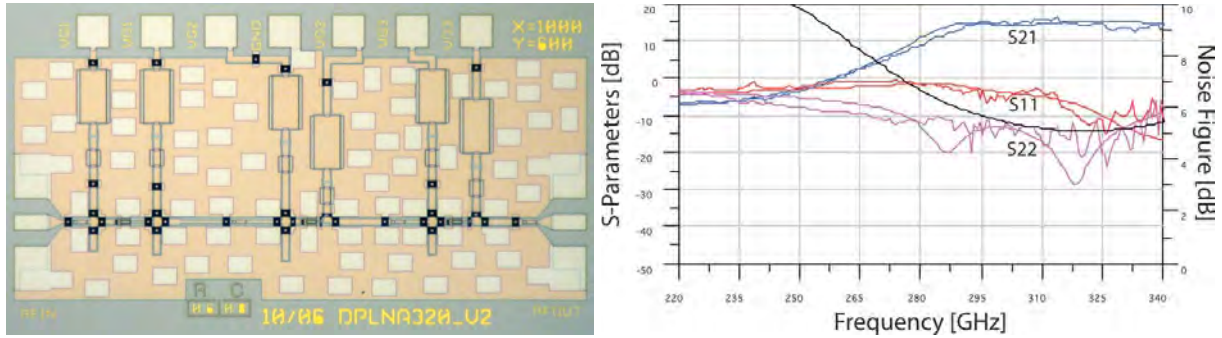 VG1 VD1 VG2 GND VD2 VG3 VD3
X=1000
Y=600
R C
10/06 DPLNA320_V2
RFIN
RFOUT
S-Parameters [dB]
20
10
0
-10
-20
-30
-40
-50
S21
S11
S22
10
8
6
4
2
0
Noise Figure [dB]
220 235 250 265 280 295 310 325 340
Frequency [GHz]